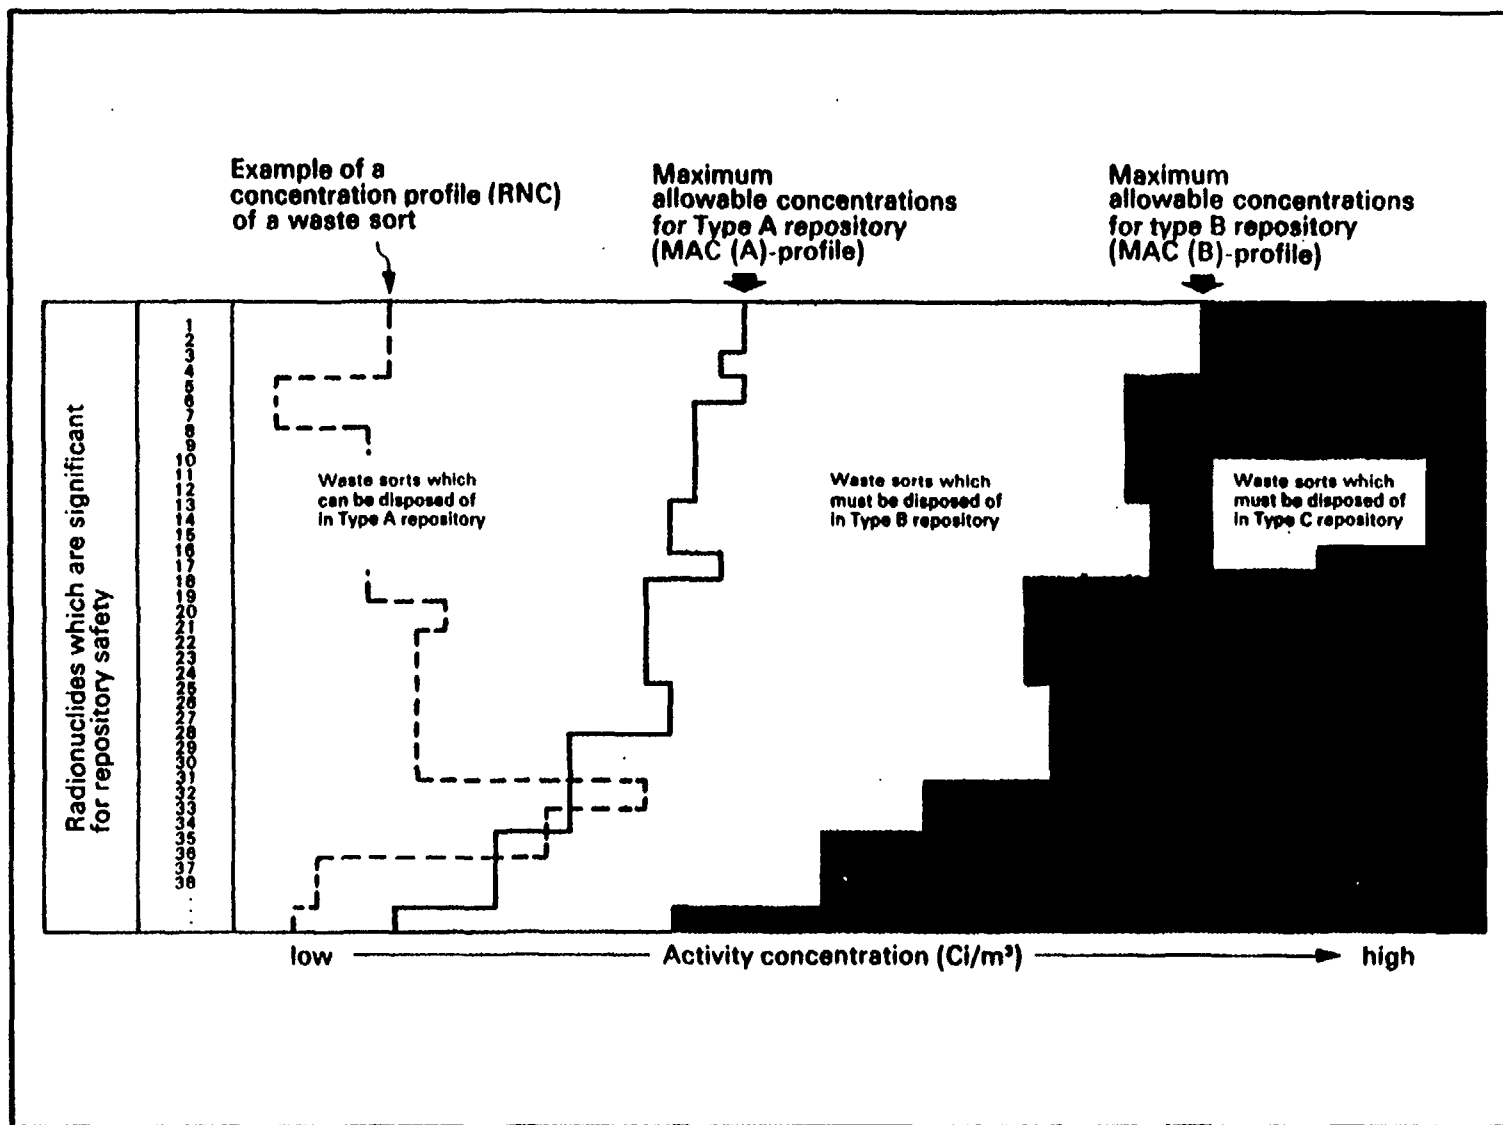 Example of a
concentration profile (RNC)
of a waste sort
Maximum
allowable concentrations
for Type A repository
(MAC (A)-profile)
Maximum
allowable concentrations
for type B repository
(MAC (B)-profile)
Radionuclides which are significant
for repository safety
1
2
3
4
5
6
7
8
9
10
11
12
13
14
15
16
17
18
19
20
21
22
23
24
25
26
27
28
29
30
31
32
33
34
35
36
37
38
.
.
.
Waste sorts which
can be disposed of
in Type A repository
Waste sorts which
must be disposed of
in Type B repository
Waste sorts which
must be disposed of
in Type C repository
low Activity concentration (Ci/m³) high